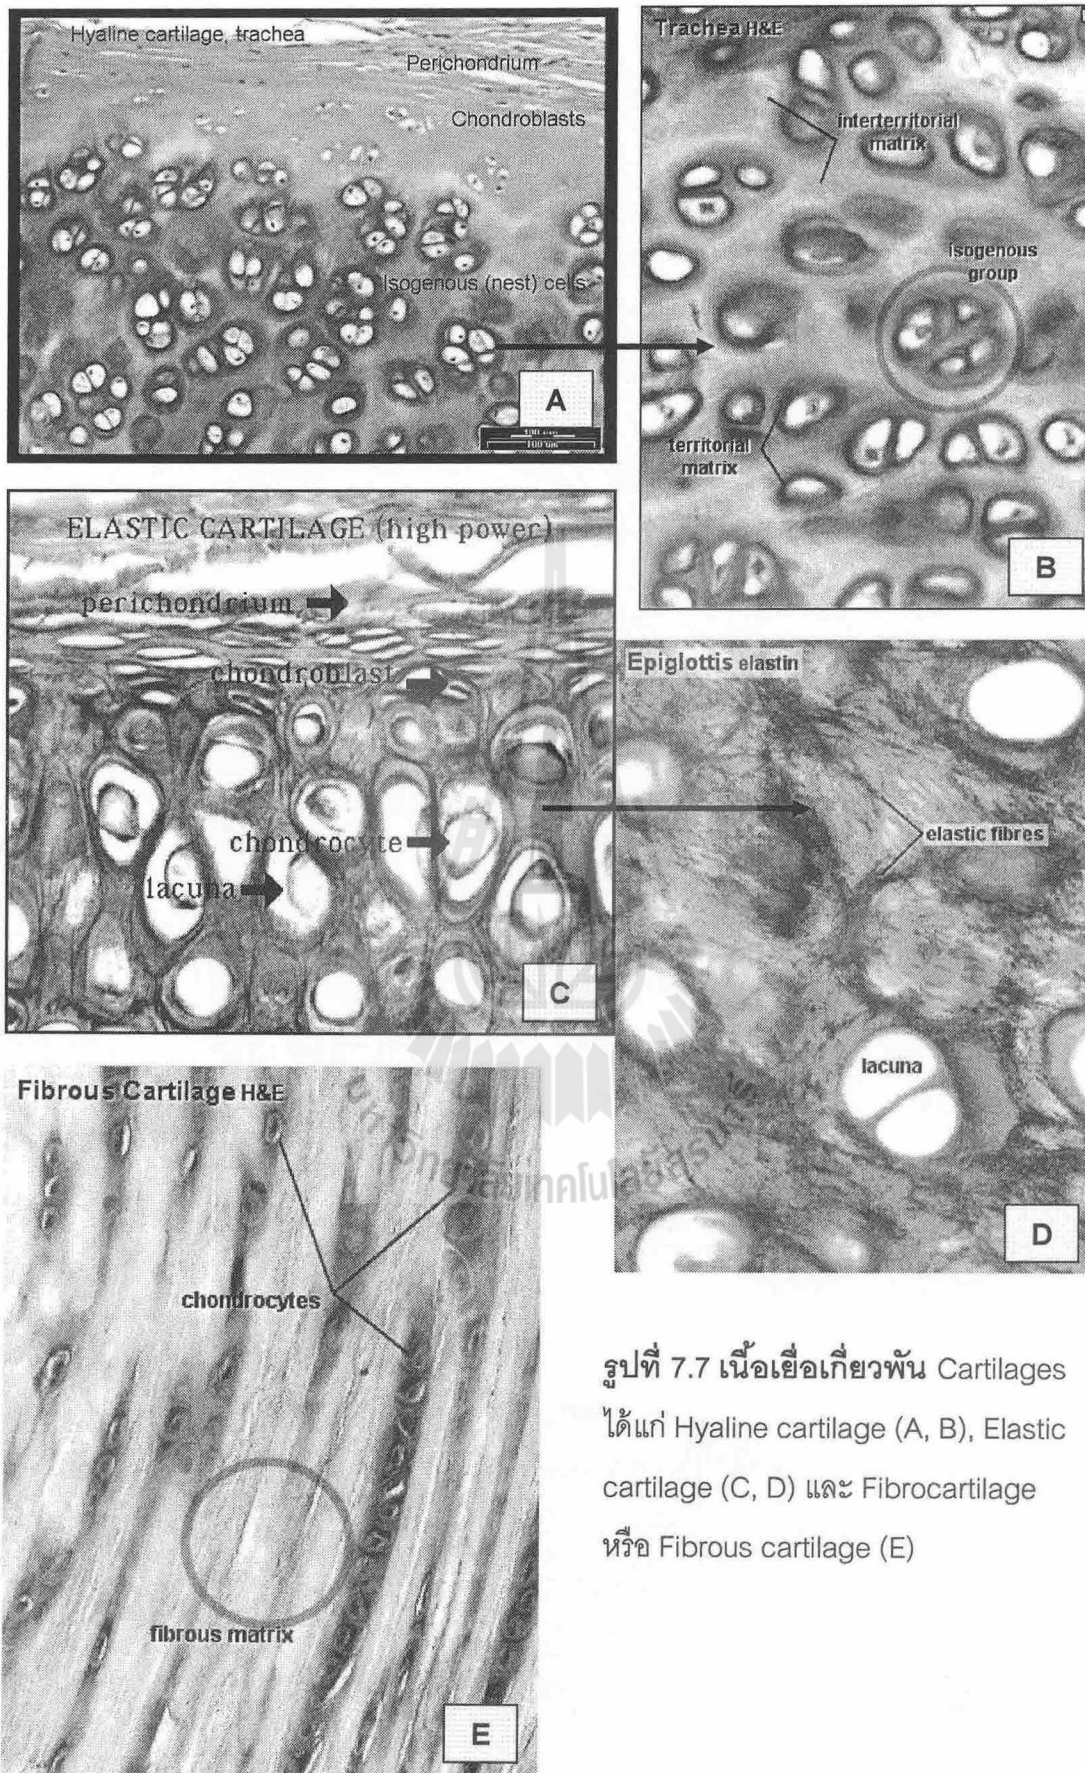 Hyaline cartilage, trachea
Perichondrium
Chondroblasts
Isogenous (nest) cells
A
100 um
Trachea H&E
interterritorial
matrix
isogenous
group
territorial
matrix
B
ELASTIC CARTILAGE (high power)
perichondrium
chondroblast
chondrocyte
lacuna
C
Epiglottis elastin
elastic fibres
lacuna
D
Fibrous Cartilage H&E
chondrocytes
fibrous matrix
E
รูปที่ 7.7 เนื้อเยื่อเกี่ยวพัน Cartilages
ได้แก่ Hyaline cartilage (A, B), Elastic
cartilage (C, D) และ Fibrocartilage
หรือ Fibrous cartilage (E)